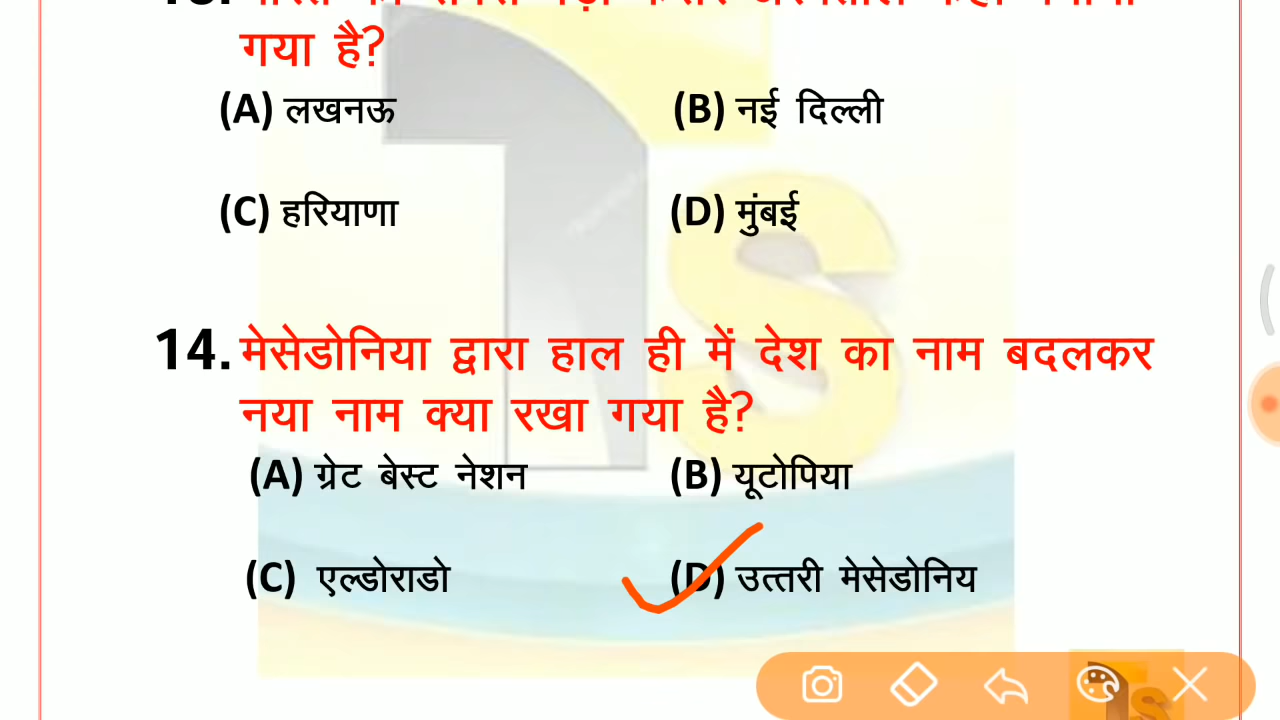 गया है?
(A) लखनऊ (B) नई दिल्ली
(C) हरियाणा (D) मुंबई
14. मेसेडोनिया द्वारा हाल ही में देश का नाम बदलकर
नया नाम क्या रखा गया है?
(A) ग्रेट बेस्ट नेशन (B) यूटोपिया
(C) एल्डोराडो (D) उत्तरी मेसेडोनिय